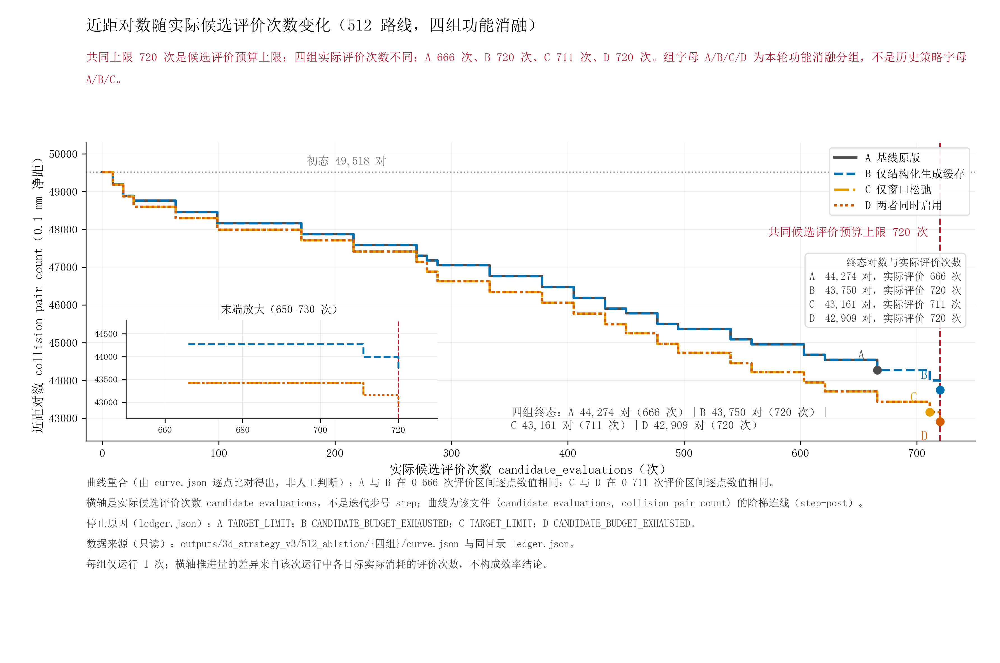 近距对数随实际候选评价次数变化（512 路线，四组功能消融）
共同上限 720 次是候选评价预算上限；四组实际评价次数不同：A 666 次、B 720 次、C 711 次、D 720 次。组字母 A/B/C/D 为本轮功能消融分组，不是历史策略字母
A/B/C。
近距对数 collision_pair_count（0.1 mm 净距）
50000
49000
48000
47000
46000
45000
44000
43000
初态 49,518 对
A 基线原版
B 仅结构化生成缓存
C 仅窗口松弛
D 两者同时启用
共同候选评价预算上限 720 次
终态对数与实际评价次数
A 44,274 对，实际评价 666 次
B 43,750 对，实际评价 720 次
C 43,161 对，实际评价 711 次
D 42,909 对，实际评价 720 次
末端放大（650-730 次）
44500
44000
43500
43000
660 680 700 720
A
B
C
D
四组终态：A 44,274 对（666 次）｜B 43,750 对（720 次）｜
C 43,161 对（711 次）｜D 42,909 对（720 次）
0 100 200 300 400 500 600 700
实际候选评价次数 candidate_evaluations（次）
曲线重合（由 curve.json 逐点比对得出，非人工判断）：A 与 B 在 0-666 次评价区间逐点数值相同；C 与 D 在 0-711 次评价区间逐点数值相同。
横轴是实际候选评价次数 candidate_evaluations，不是迭代步号 step；曲线为该文件 (candidate_evaluations, collision_pair_count) 的阶梯连线（step-post）。
停止原因（ledger.json）：A TARGET_LIMIT；B CANDIDATE_BUDGET_EXHAUSTED；C TARGET_LIMIT；D CANDIDATE_BUDGET_EXHAUSTED。
数据来源（只读）：outputs/3d_strategy_v3/512_ablation/{四组}/curve.json 与同目录 ledger.json。
每组仅运行 1 次；横轴推进量的差异来自该次运行中各目标实际消耗的评价次数，不构成效率结论。